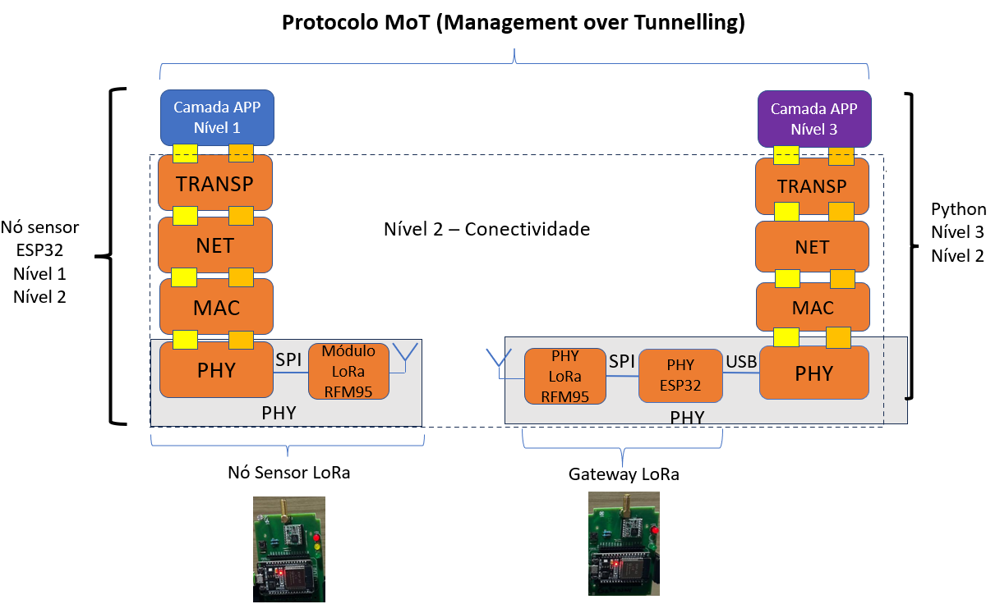 Protocolo MoT (Management over Tunnelling)
Camada APP
Nível 1
TRANSP
NET
MAC
PHY
SPI
Módulo
LoRa
RFM95
PHY
Nó sensor
ESP32
Nível 1
Nível 2
Nível 2 – Conectividade
Camada APP
Nível 3
TRANSP
NET
MAC
PHY
LoRa
RFM95
SPI
PHY
ESP32
USB
PHY
PHY
Python
Nível 3
Nível 2
Nó Sensor LoRa
Gateway LoRa